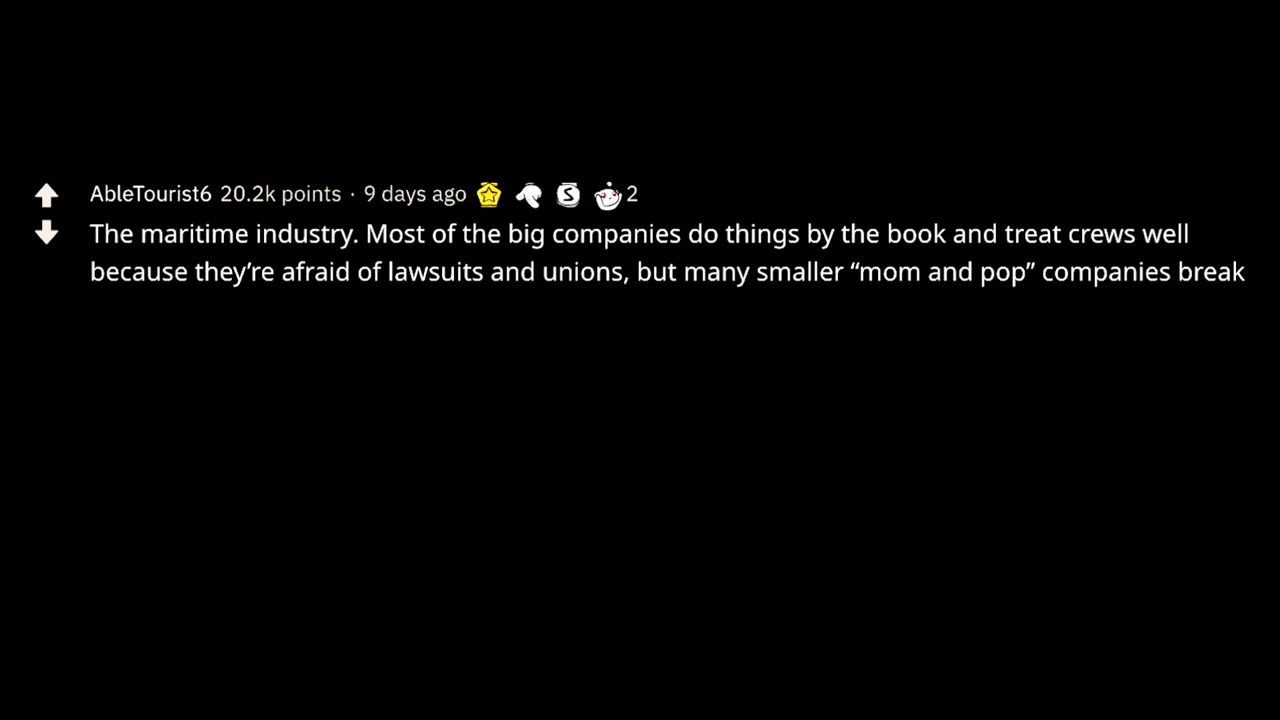 AbleTourist6 20.2k points · 9 days ago 2
The maritime industry. Most of the big companies do things by the book and treat crews well
because they’re afraid of lawsuits and unions, but many smaller “mom and pop” companies break